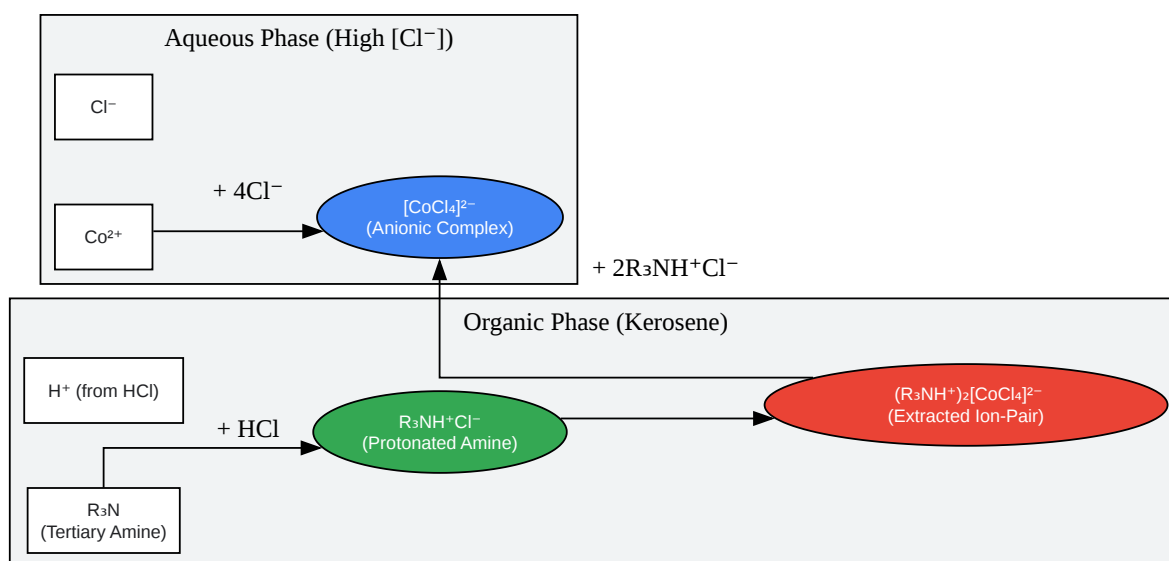 Aqueous Phase (High [Cl⁻])
Cl⁻
+ 4Cl⁻
[CoCl₄]²⁻
(Anionic Complex)
Co²⁺
+ 2R₃NH⁺Cl⁻
Organic Phase (Kerosene)
H⁺ (from HCl)
+ HCl
R₃NH⁺Cl⁻
(Protonated Amine)
(R₃NH⁺)₂[CoCl₄]²⁻
(Extracted Ion-Pair)
R₃N
(Tertiary Amine)